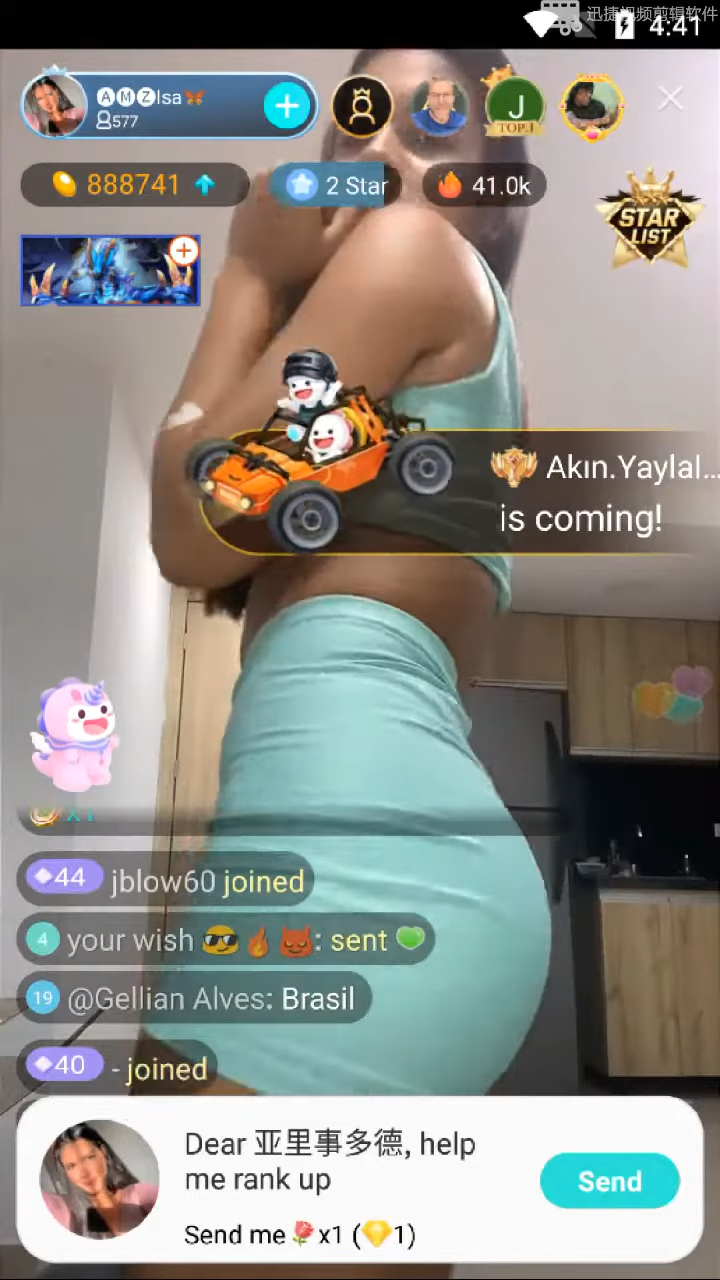 迅捷视频剪辑软件
4:41
🅐🅜🅩Isa🦋
577
J
TOP.1
888741
2 Star
41.0k
STAR
LIST
Akın.Yaylal...
is coming!
X1
44 jblow60 joined
4 your wish 😎🔥😈: sent 💚
19 @Gellian Alves: Brasil
40 - joined
Dear 亚里事多德, help
me rank up
Send
Send me🌹x1 (💎1)